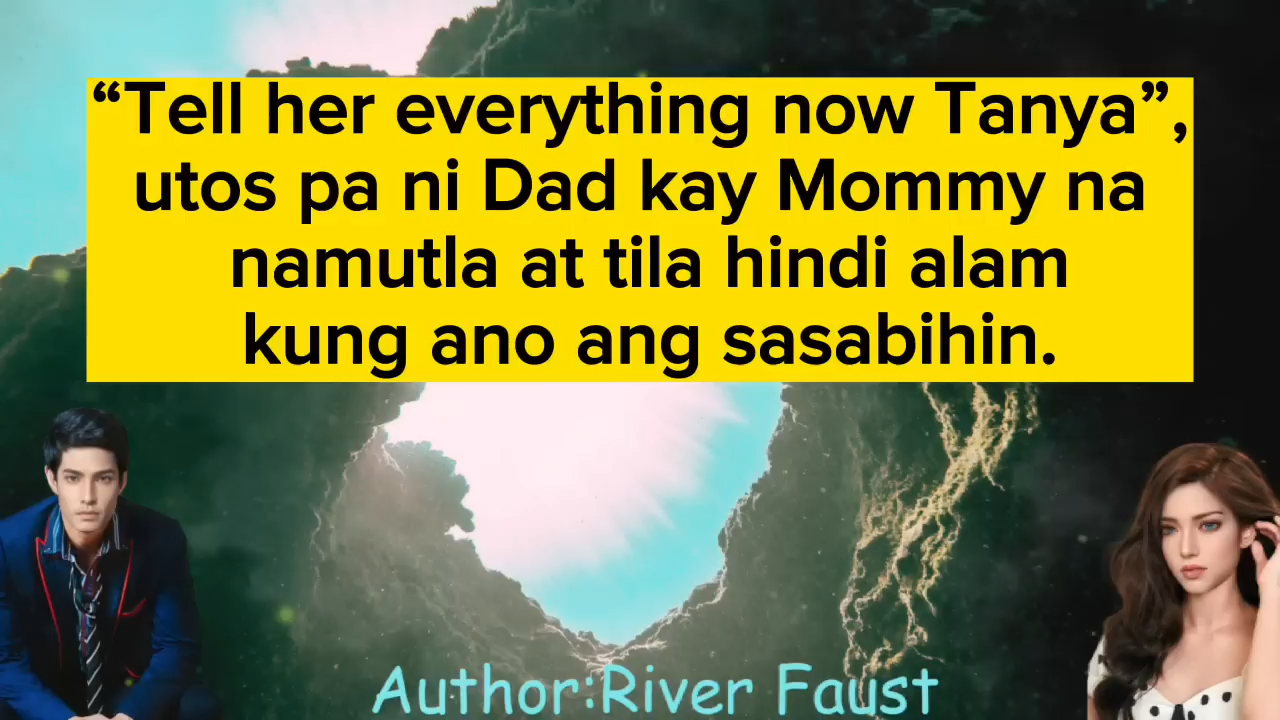 “Tell her everything now Tanya”,
utos pa ni Dad kay Mommy na
namutla at tila hindi alam
kung ano ang sasabihin.
Author:River Faust